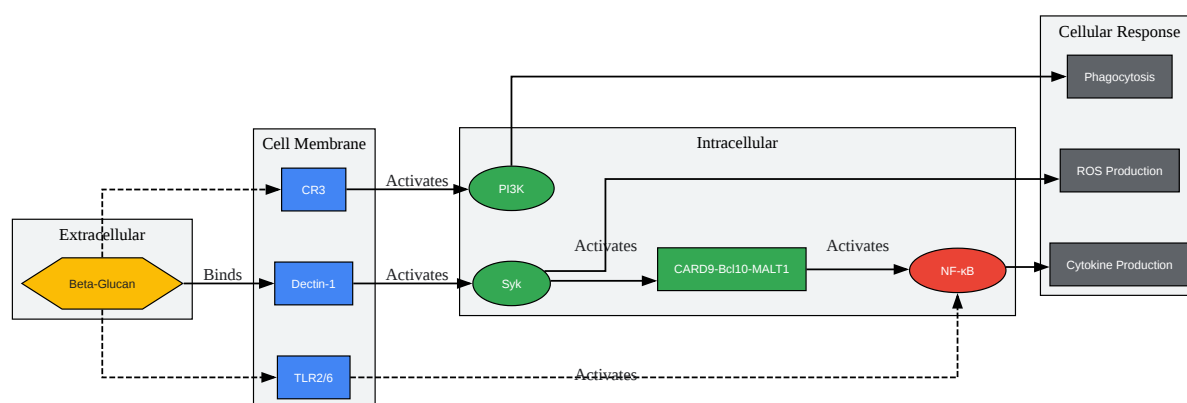 Cellular Response
Phagocytosis
Cell Membrane
Intracellular
CR3
Activates
PI3K
ROS Production
Extracellular
Beta-Glucan
Binds
Dectin-1
Activates
Syk
Activates
CARD9-Bcl10-MALT1
Activates
NF-κB
Cytokine Production
TLR2/6
Activates